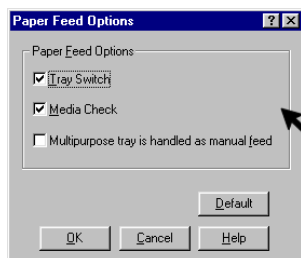 Paper Feed Options
Paper Feed Options
Tray Switch
Media Check
Multipurpose tray is handled as manual feed
Default
OK Cancel Help